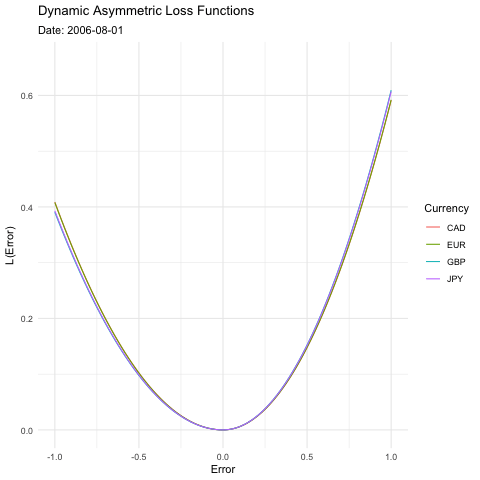 Dynamic Asymmetric Loss Functions
Date: 2006-08-01
L(Error)
0.6
0.4
0.2
0.0
-1.0 -0.5 0.0 0.5 1.0
Error
Currency
CAD
EUR
GBP
JPY